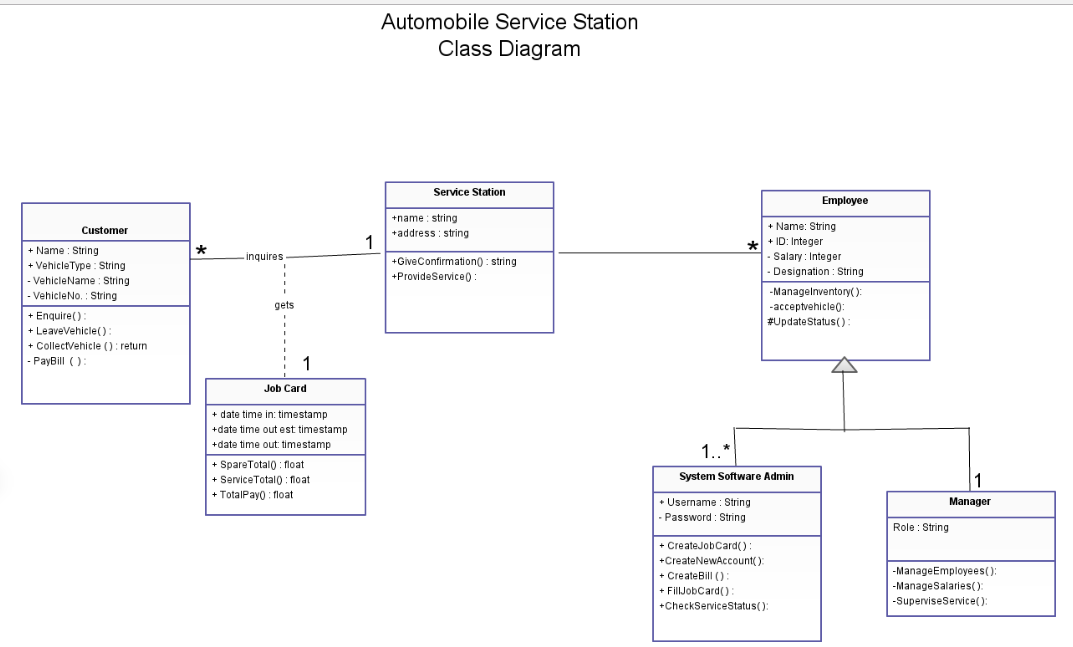 Automobile Service Station
Class Diagram
Customer
+ Name : String
+ VehicleType : String
- VehicleName : String
- VehicleNo. : String
+ Enquire( ) :
+ LeaveVehicle( ) :
+ CollectVehicle ( ) : return
- PayBill  ( ) :
*
inquires
1
gets
1
Service Station
+name : string
+address : string
+GiveConfirmation() : string
+ProvideService() :
*
Employee
+ Name: String
+ ID: Integer
- Salary : Integer
- Designation : String
-ManageInventory( ):
-acceptvehicle():
#UpdateStatus( ) :
Job Card
+ date time in: timestamp
+date time out est: timestamp
+date time out: timestamp
+ SpareTotal() : float
+ ServiceTotal() : float
+ TotalPay() : float
1..*
System Software Admin
+ Username : String
- Password : String
+ CreateJobCard( ) :
+CreateNewAccount( ):
+ CreateBill ( ) :
+ FillJobCard( ) :
+CheckServiceStatus( ):
1
Manager
Role : String
-ManageEmployees( ):
-ManageSalaries( ):
-SuperviseService( ):